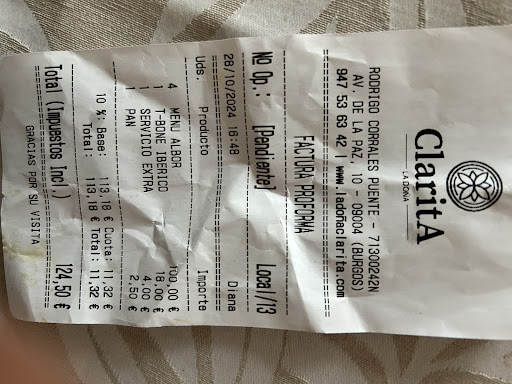 ClaritA
LA DOÑA
RODRIGO CORRALES PUENTE - 71300242N
AV. DE LA PAZ, 10 - 09004 (BURGOS)
947 53 63 42 | www.ladoñaclarita.com
FACTURA PROFORMA
Nº Op.: [Pendiente] Local/13
28/10/2024 16:48 Diana
Uds. Producto Importe
4 MENU ALBOR 100,00 €
1 T-BONE IBERICO 18,00 €
1 SERVICIO EXTRA 4,00 €
1 PAN 2,50 €
10 %: Base: 113,18 € Cuota: 11,32 €
Total: 113,18 € Total: 11,32 €
Total (Impuestos Incl.) 124,50 €
GRACIAS POR SU VISITA